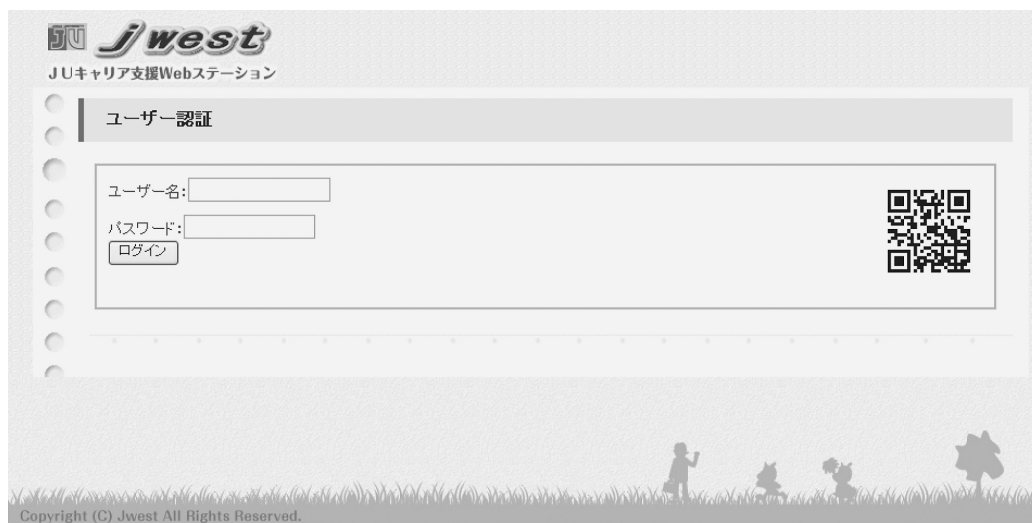 JU j west
JUキャリア支援Webステーション
ユーザー認証
ユーザー名:
パスワード:
ログイン
Copyright (C) Jwest All Rights Reserved.